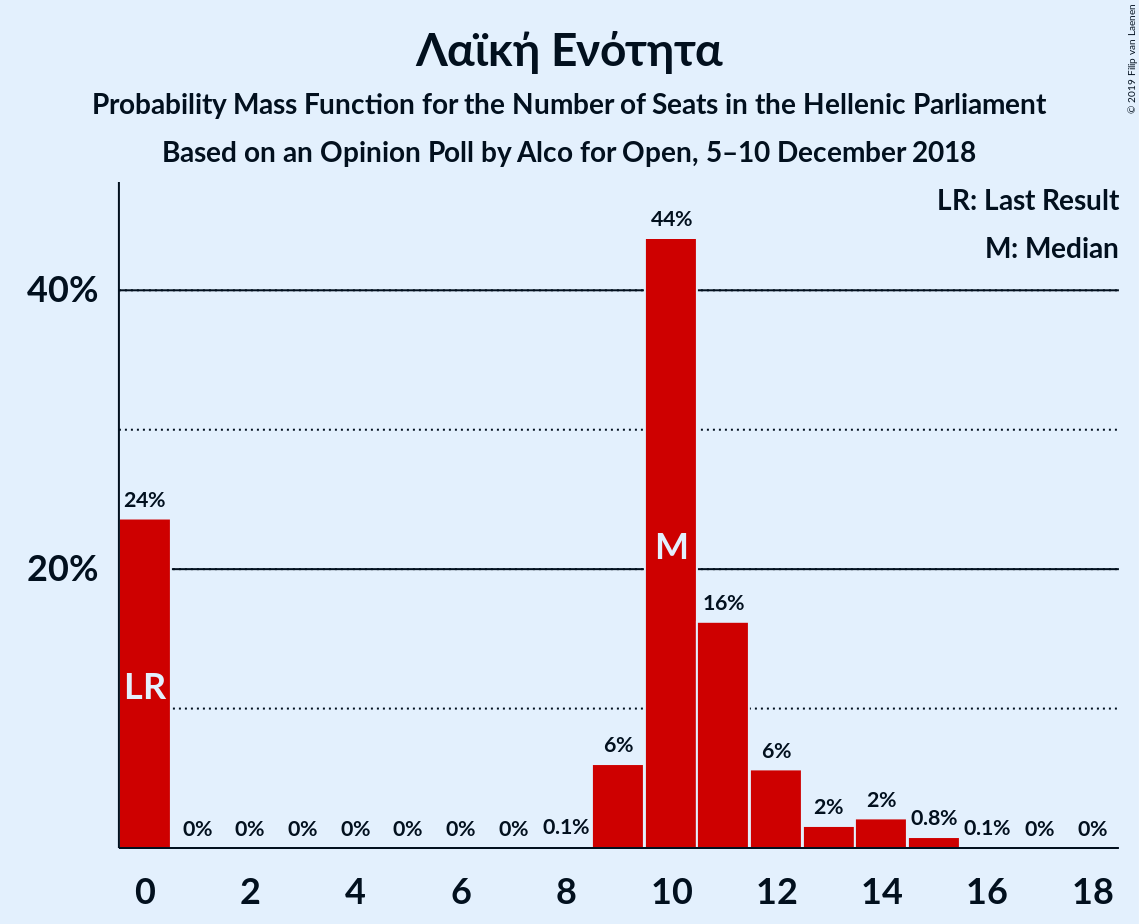 Λαϊκή Ενότητα
Probability Mass Function for the Number of Seats in the Hellenic Parliament
Based on an Opinion Poll by Alco for Open, 5–10 December 2018
© 2019 Filip van Laenen
LR: Last Result
M: Median
40%
20%
24%
0%
0%
0%
0%
0%
0%
0%
0.1%
6%
44%
16%
6%
2%
2%
0.8%
0.1%
0%
0%
LR
M
0 2 4 6 8 10 12 14 16 18